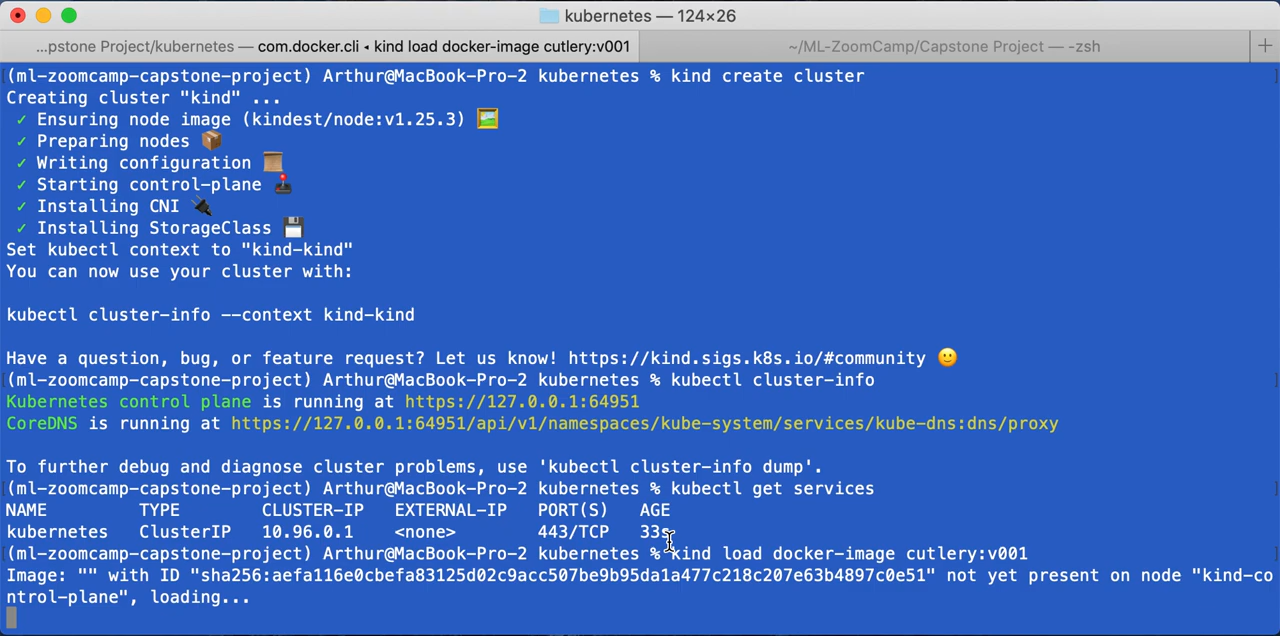 kubernetes — 124×26
...pstone Project/kubernetes — com.docker.cli ◂ kind load docker-image cutlery:v001
~/ML-ZoomCamp/Capstone Project — -zsh
(ml-zoomcamp-capstone-project) Arthur@MacBook-Pro-2 kubernetes % kind create cluster
Creating cluster "kind" ...
✓ Ensuring node image (kindest/node:v1.25.3) 🖼
✓ Preparing nodes 📦
✓ Writing configuration 📜
✓ Starting control-plane 🕹
✓ Installing CNI 🔌
✓ Installing StorageClass 💾
Set kubectl context to "kind-kind"
You can now use your cluster with:
kubectl cluster-info --context kind-kind
Have a question, bug, or feature request? Let us know! https://kind.sigs.k8s.io/#community 🙂
(ml-zoomcamp-capstone-project) Arthur@MacBook-Pro-2 kubernetes % kubectl cluster-info
Kubernetes control plane is running at https://127.0.0.1:64951
CoreDNS is running at https://127.0.0.1:64951/api/v1/namespaces/kube-system/services/kube-dns:dns/proxy
To further debug and diagnose cluster problems, use 'kubectl cluster-info dump'.
(ml-zoomcamp-capstone-project) Arthur@MacBook-Pro-2 kubernetes % kubectl get services
NAME TYPE CLUSTER-IP EXTERNAL-IP PORT(S) AGE
kubernetes ClusterIP 10.96.0.1 <none> 443/TCP 33s
(ml-zoomcamp-capstone-project) Arthur@MacBook-Pro-2 kubernetes % kind load docker-image cutlery:v001
Image: "" with ID "sha256:aefa116e0cbefa83125d02c9acc507be9b95da1a477c218c207e63b4897c0e51" not yet present on node "kind-co
ntrol-plane", loading...